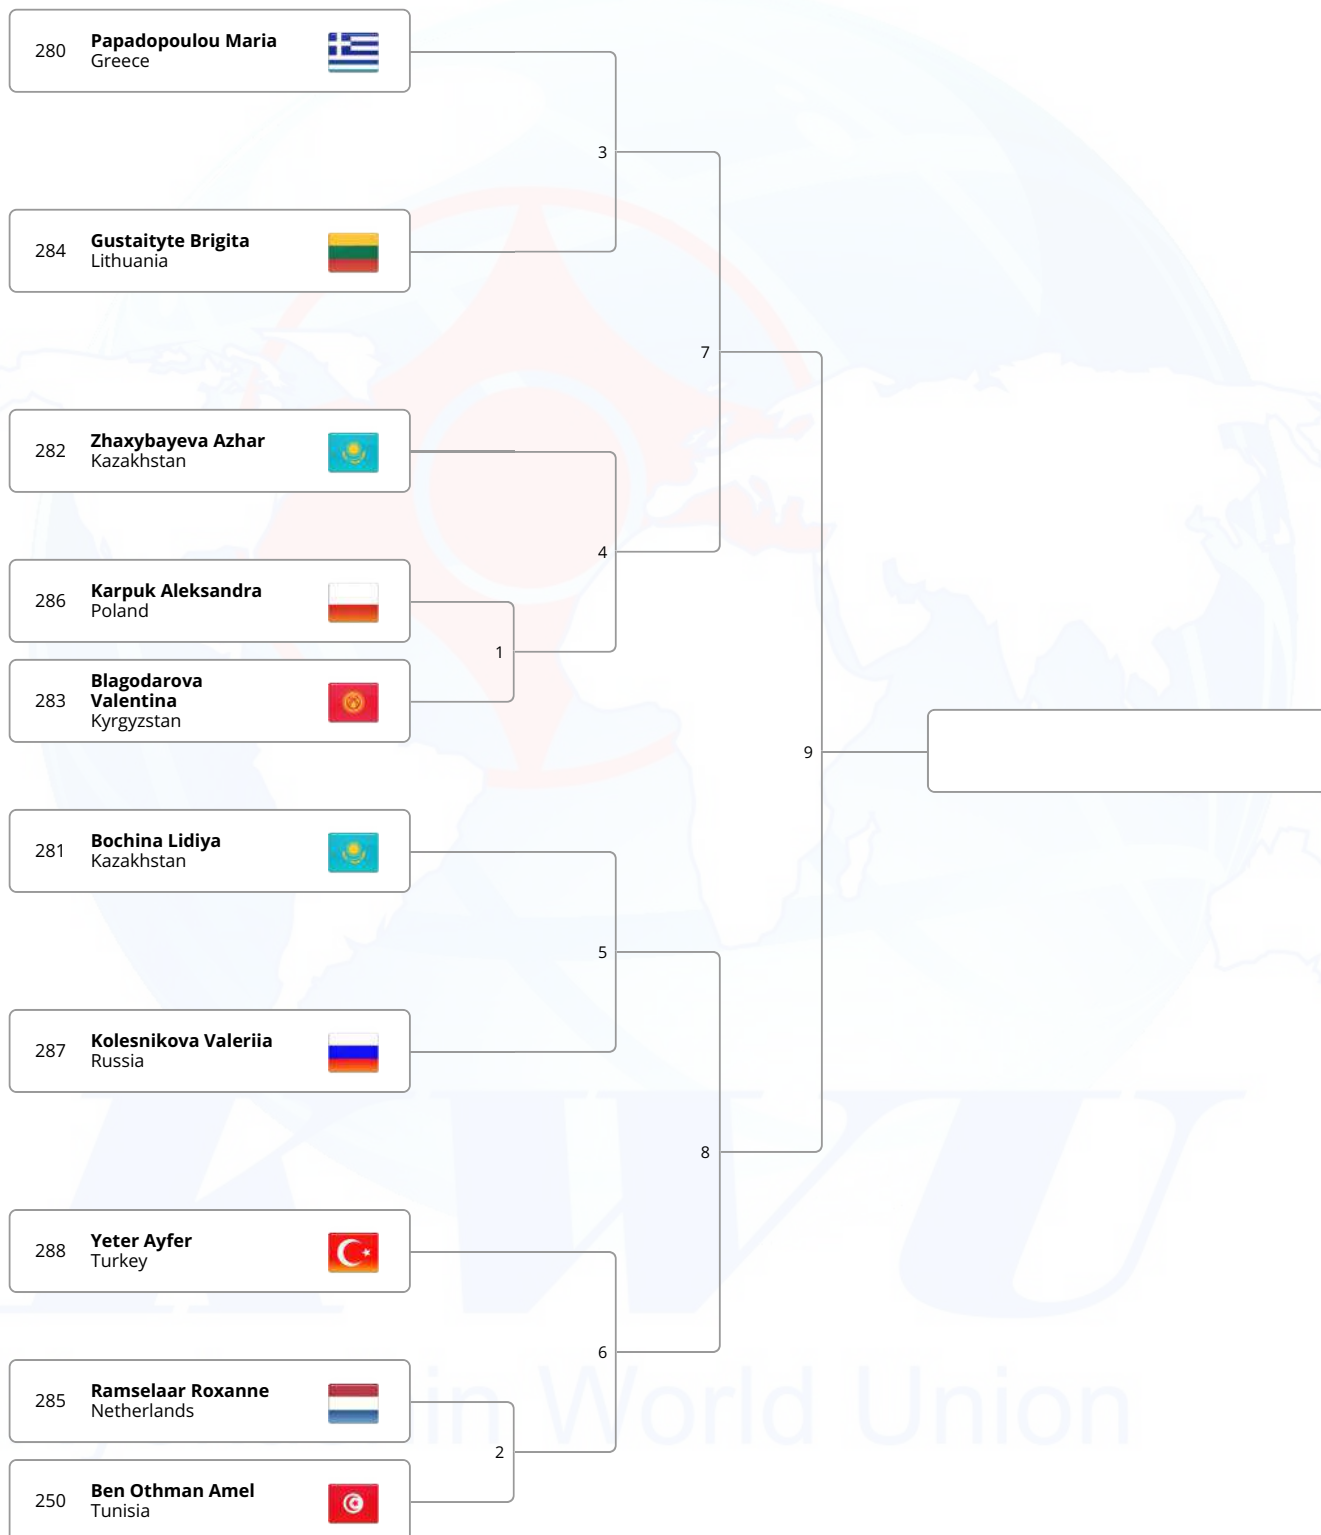 280
Papadopoulou Maria
Greece
3
284
Gustaityte Brigita
Lithuania
7
282
Zhaxybayeva Azhar
Kazakhstan
4
286
Karpuk Aleksandra
Poland
1
283
Blagodarova
Valentina
Kyrgyzstan
9
281
Bochina Lidiya
Kazakhstan
5
287
Kolesnikova Valeriia
Russia
8
288
Yeter Ayfer
Turkey
6
285
Ramselaar Roxanne
Netherlands
2
250
Ben Othman Amel
Tunisia
KWU
in World Union